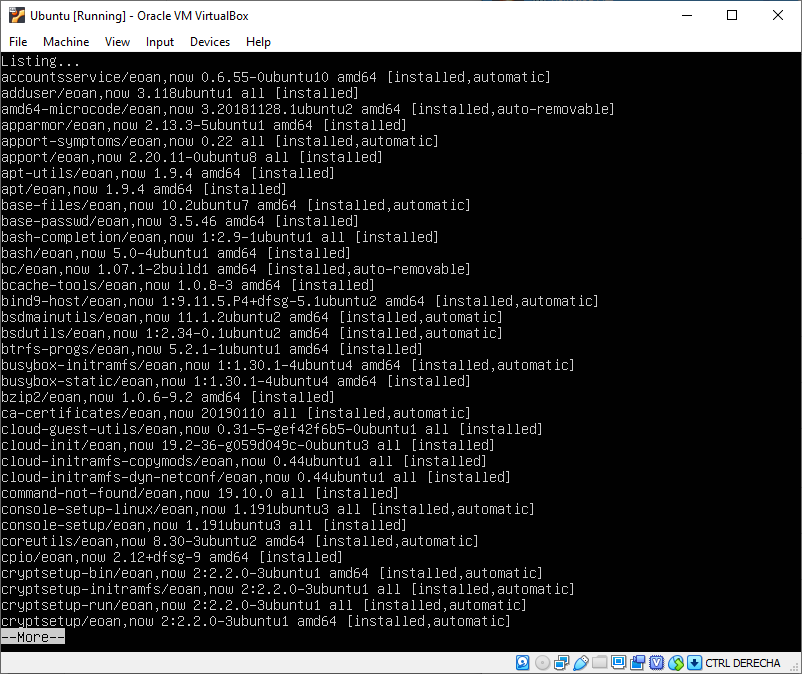 Ubuntu [Running] - Oracle VM VirtualBox
File Machine View Input Devices Help
Listing...
accountsservice/eoan,now 0.6.55-0ubuntu10 amd64 [installed,automatic]
adduser/eoan,now 3.118ubuntu1 all [installed]
amd64-microcode/eoan,now 3.20181128.1ubuntu2 amd64 [installed,auto-removable]
apparmor/eoan,now 2.13.3-5ubuntu1 amd64 [installed]
apport-symptoms/eoan,now 0.22 all [installed,automatic]
apport/eoan,now 2.20.11-0ubuntu8 all [installed]
apt-utils/eoan,now 1.9.4 amd64 [installed]
apt/eoan,now 1.9.4 amd64 [installed]
base-files/eoan,now 10.2ubuntu7 amd64 [installed,automatic]
base-passwd/eoan,now 3.5.46 amd64 [installed]
bash-completion/eoan,now 1:2.9-1ubuntu1 all [installed]
bash/eoan,now 5.0-4ubuntu1 amd64 [installed]
bc/eoan,now 1.07.1-2build1 amd64 [installed,auto-removable]
bcache-tools/eoan,now 1.0.8-3 amd64 [installed]
bind9-host/eoan,now 1:9.11.5.P4+dfsg-5.1ubuntu2 amd64 [installed,automatic]
bsdmainutils/eoan,now 11.1.2ubuntu2 amd64 [installed,automatic]
bsdutils/eoan,now 1:2.34-0.1ubuntu2 amd64 [installed,automatic]
btrfs-progs/eoan,now 5.2.1-1ubuntu1 amd64 [installed]
busybox-initramfs/eoan,now 1:1.30.1-4ubuntu4 amd64 [installed,automatic]
busybox-static/eoan,now 1:1.30.1-4ubuntu4 amd64 [installed]
bzip2/eoan,now 1.0.6-9.2 amd64 [installed]
ca-certificates/eoan,now 20190110 all [installed,automatic]
cloud-guest-utils/eoan,now 0.31-5-gef42f6b5-0ubuntu1 all [installed]
cloud-init/eoan,now 19.2-36-g059d049c-0ubuntu3 all [installed]
cloud-initramfs-copymods/eoan,now 0.44ubuntu1 all [installed]
cloud-initramfs-dyn-netconf/eoan,now 0.44ubuntu1 all [installed]
command-not-found/eoan,now 19.10.0 all [installed]
console-setup-linux/eoan,now 1.191ubuntu3 all [installed,automatic]
console-setup/eoan,now 1.191ubuntu3 all [installed]
coreutils/eoan,now 8.30-3ubuntu2 amd64 [installed,automatic]
cpio/eoan,now 2.12+dfsg-9 amd64 [installed]
cryptsetup-bin/eoan,now 2:2.2.0-3ubuntu1 amd64 [installed,automatic]
cryptsetup-initramfs/eoan,now 2:2.2.0-3ubuntu1 all [installed,automatic]
cryptsetup-run/eoan,now 2:2.2.0-3ubuntu1 all [installed,automatic]
cryptsetup/eoan,now 2:2.2.0-3ubuntu1 amd64 [installed,automatic]
--More--
CTRL DERECHA